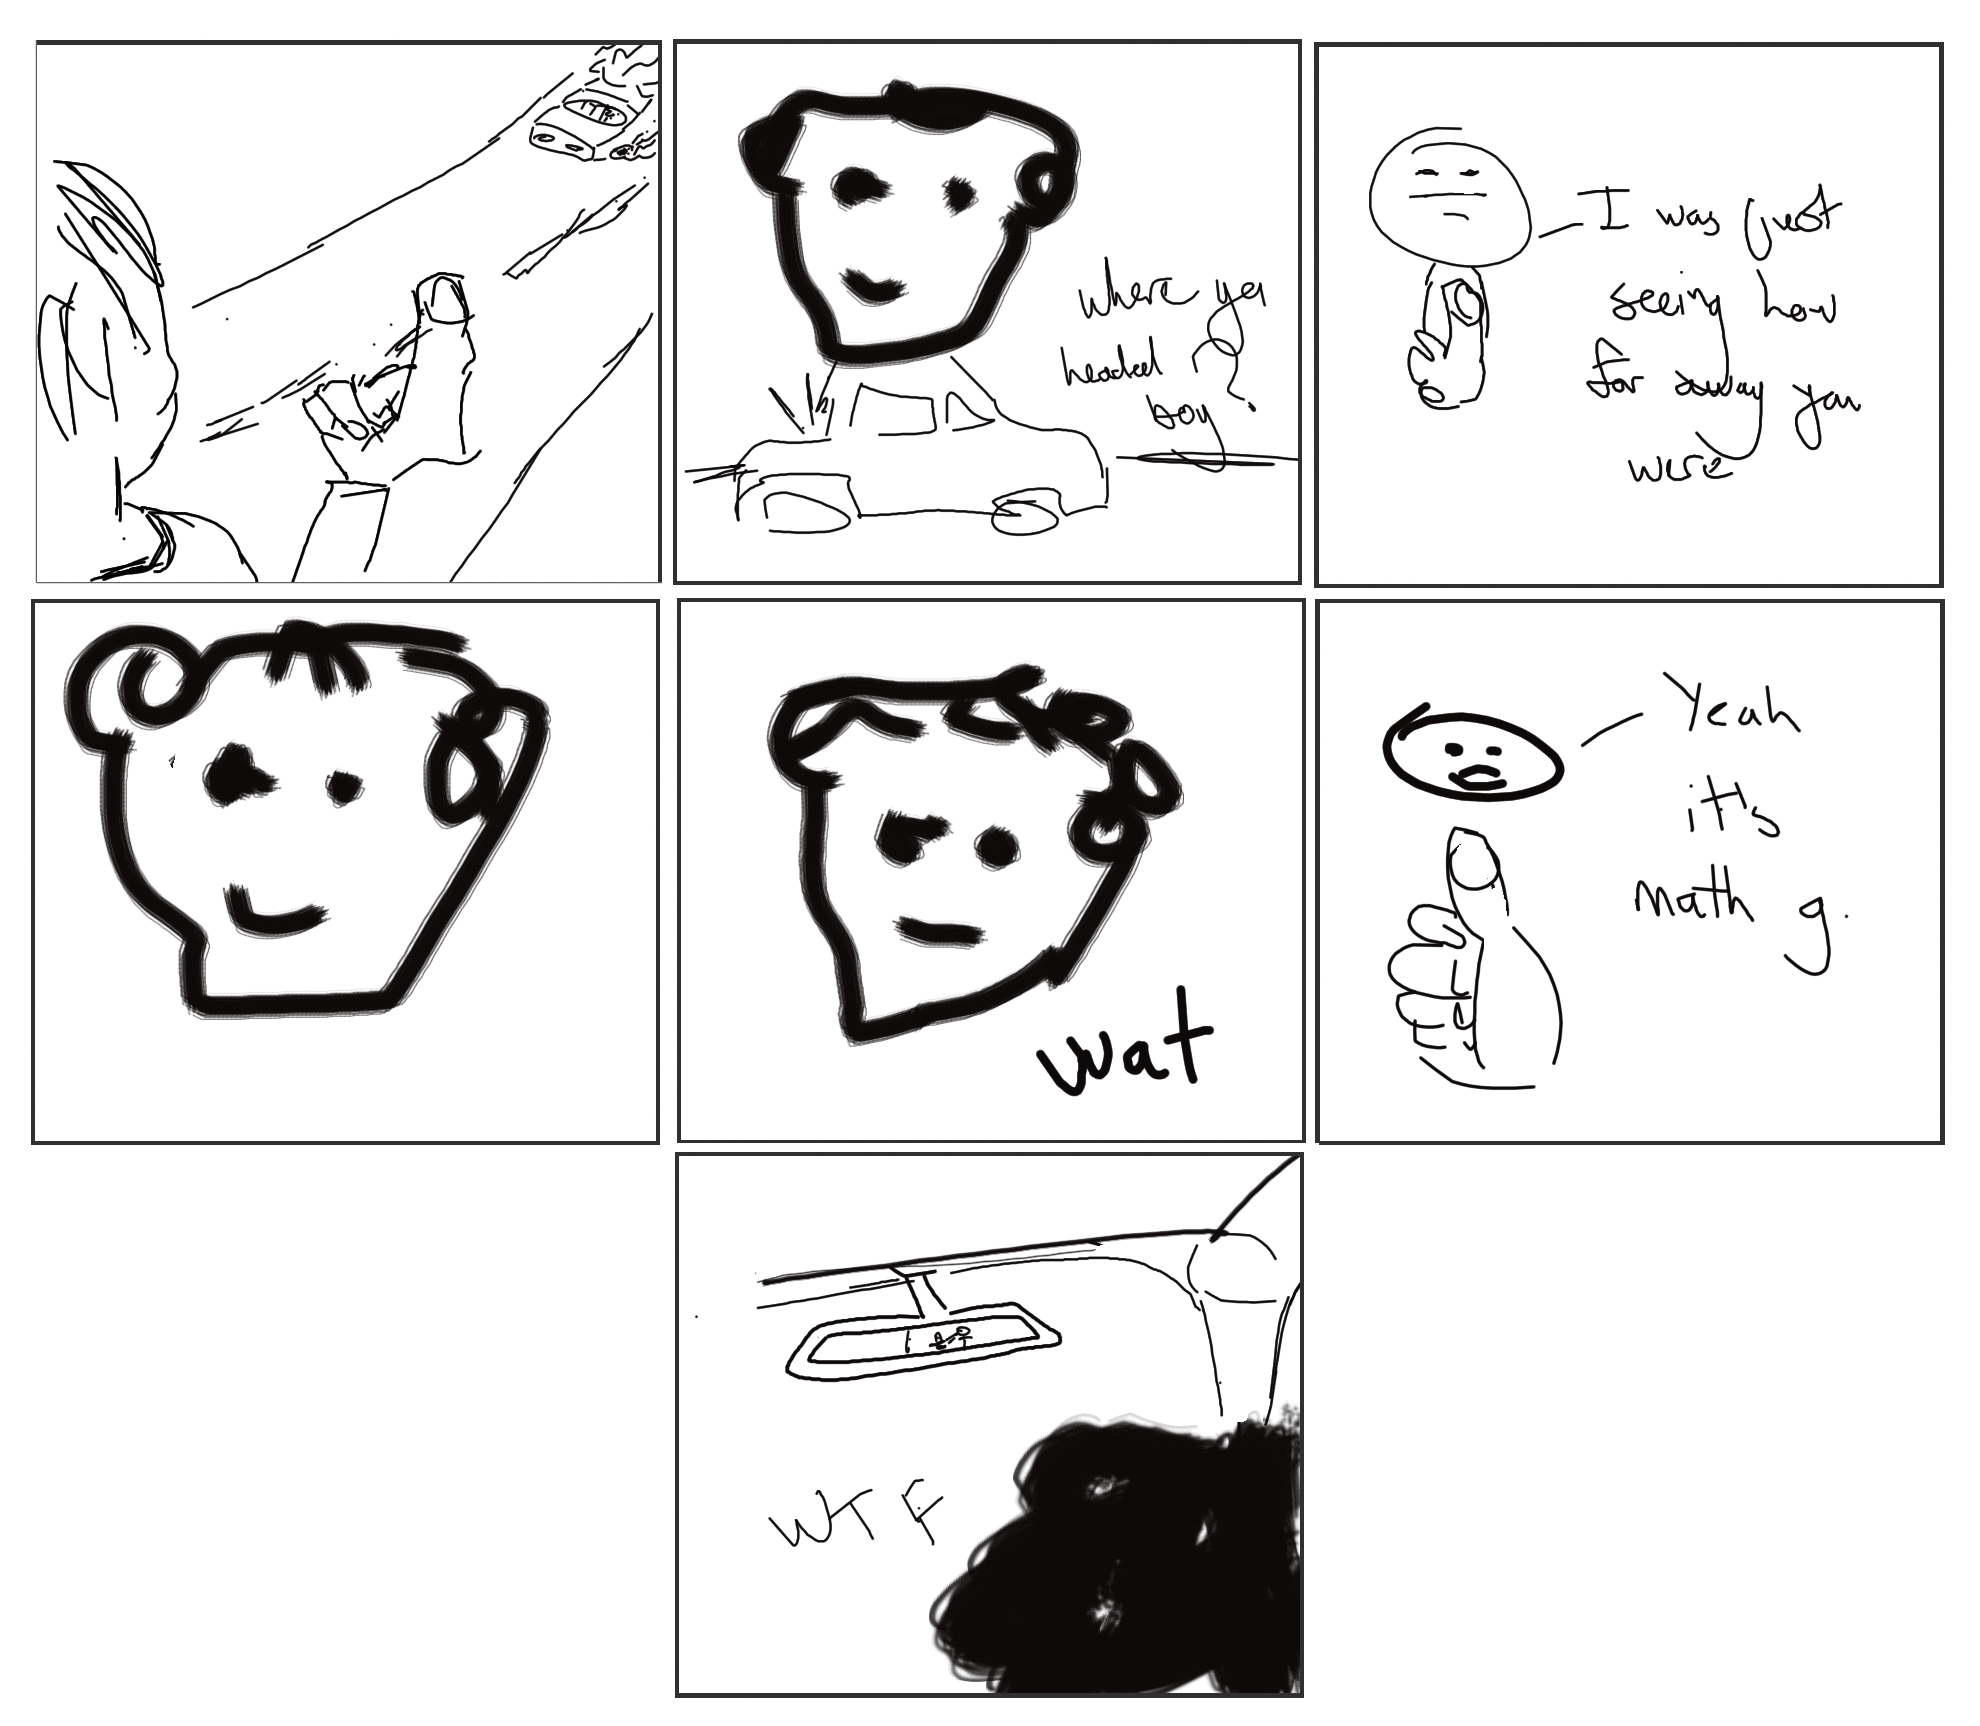 where ya
headed
boy?
I was just
seeing how
far away you
were
wat
Yeah
it's
math g.
WTF